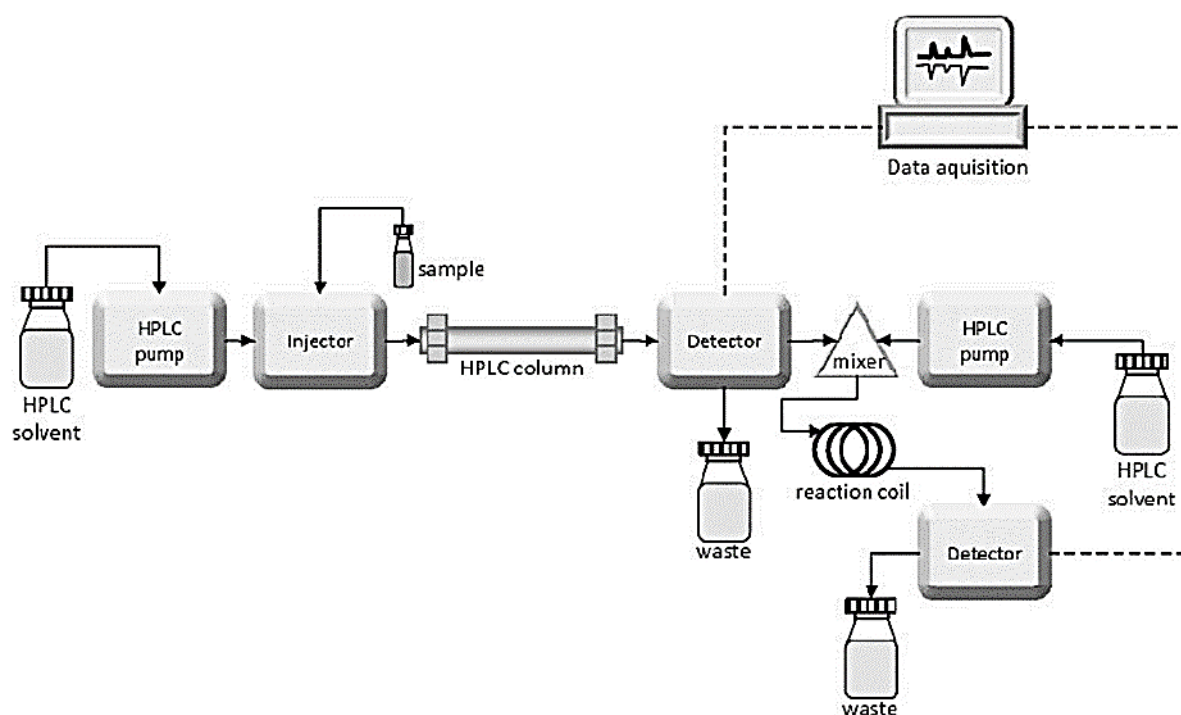 Data aquisition
sample
HPLC
pump
Injector
HPLC column
Detector
mixer
HPLC
pump
HPLC
solvent
waste
reaction coil
HPLC
solvent
Detector
waste